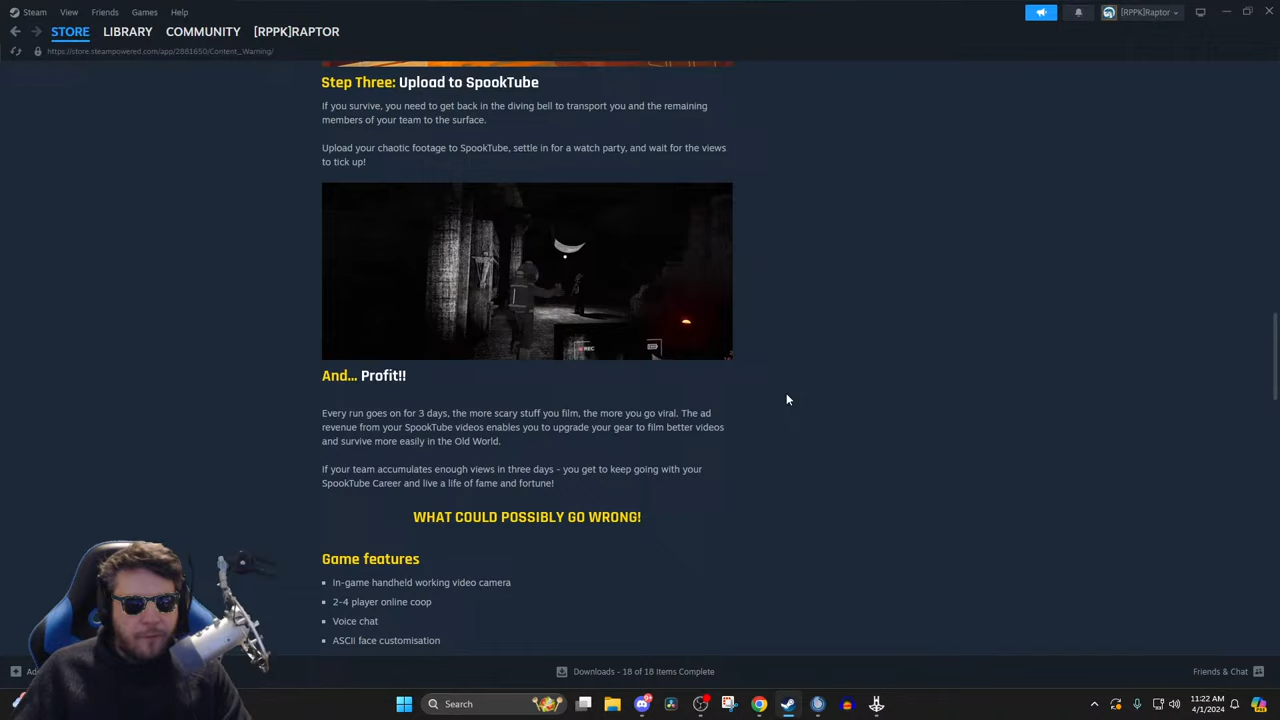 Steam View Friends Games Help
[RPPK]Raptor
STORE LIBRARY COMMUNITY [RPPK]RAPTOR
https://store.steampowered.com/app/2881650/Content_Warning/
Step Three: Upload to SpookTube
If you survive, you need to get back in the diving bell to transport you and the remaining
members of your team to the surface.
Upload your chaotic footage to SpookTube, settle in for a watch party, and wait for the views
to tick up!
REC
And... Profit!!
Every run goes on for 3 days, the more scary stuff you film, the more you go viral. The ad
revenue from your SpookTube videos enables you to upgrade your gear to film better videos
and survive more easily in the Old World.
If your team accumulates enough views in three days - you get to keep going with your
SpookTube Career and live a life of fame and fortune!
WHAT COULD POSSIBLY GO WRONG!
Game features
In-game handheld working video camera
2-4 player online coop
Voice chat
ASCII face customisation
Downloads - 18 of 18 Items Complete
Friends & Chat
Search
11:22 AM
4/1/2024